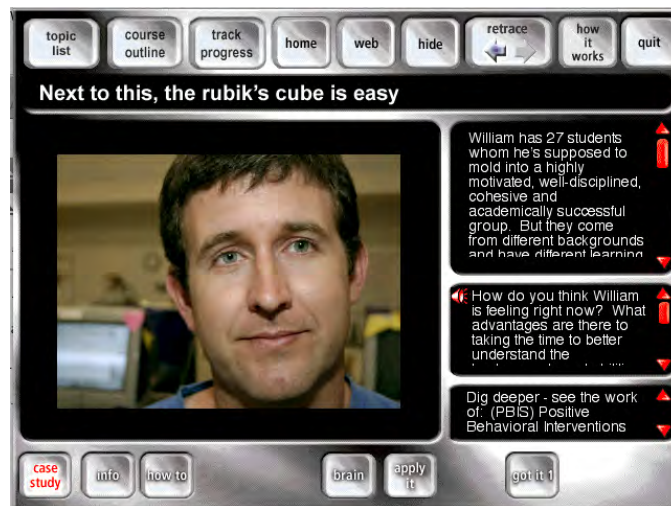 topic
list
course
outline
track
progress
home
web
hide
retrace
how
it
works
quit
Next to this, the rubik's cube is easy
William has 27 students
whom he's supposed to
mold into a highly
motivated, well-disciplined,
cohesive and
academically successful
group. But they come
from different backgrounds
and have different learning
How do you think William
is feeling right now? What
advantages are there to
taking the time to better
understand the
Dig deeper - see the work
of: (PBIS) Positive
Behavioral Interventions
case
study
info
how to
brain
apply
it
got it 1